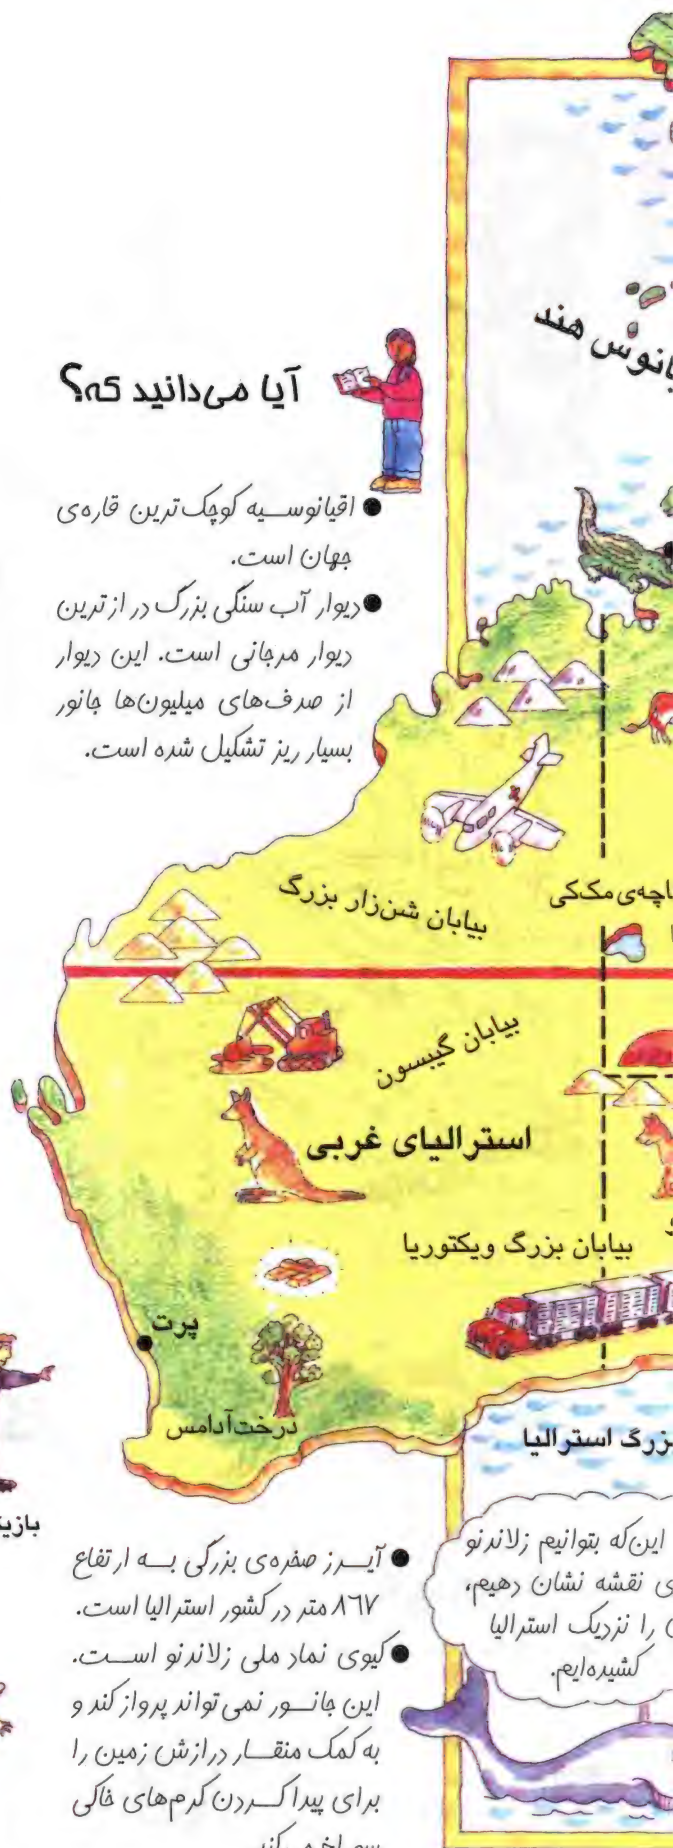 هند
آیا می‌دانید که؟
● اقیانوسیه کوچک‌ترین قاره‌ی
جهان است.
● دیوار آب سنگی بزرگ درازترین
دیوار مرجانی است. این دیوار
از صدف‌های میلیون‌ها جانور
بسیار ریز تشکیل شده است.
بیابان شن‌زار بزرگ
مک‌کی
بیابان گیبسون
استرالیای غربی
بیابان بزرگ ویکتوریا
پرت
درخت آدامس
استرالیا
این‌که بتوانیم زلاندنو
نقشه نشان دهیم،
را نزدیک استرالیا
کشیده‌ایم.
● آیرز صخره‌ی بزرگی به ارتفاع
۸۶۷ متر در کشور استرالیا است.
● کیوی نماد ملی زلاندنو است.
این جانور نمی‌تواند پرواز کند و
به کمک منقار درازش زمین را
برای پیدا کردن کرم‌های خاکی